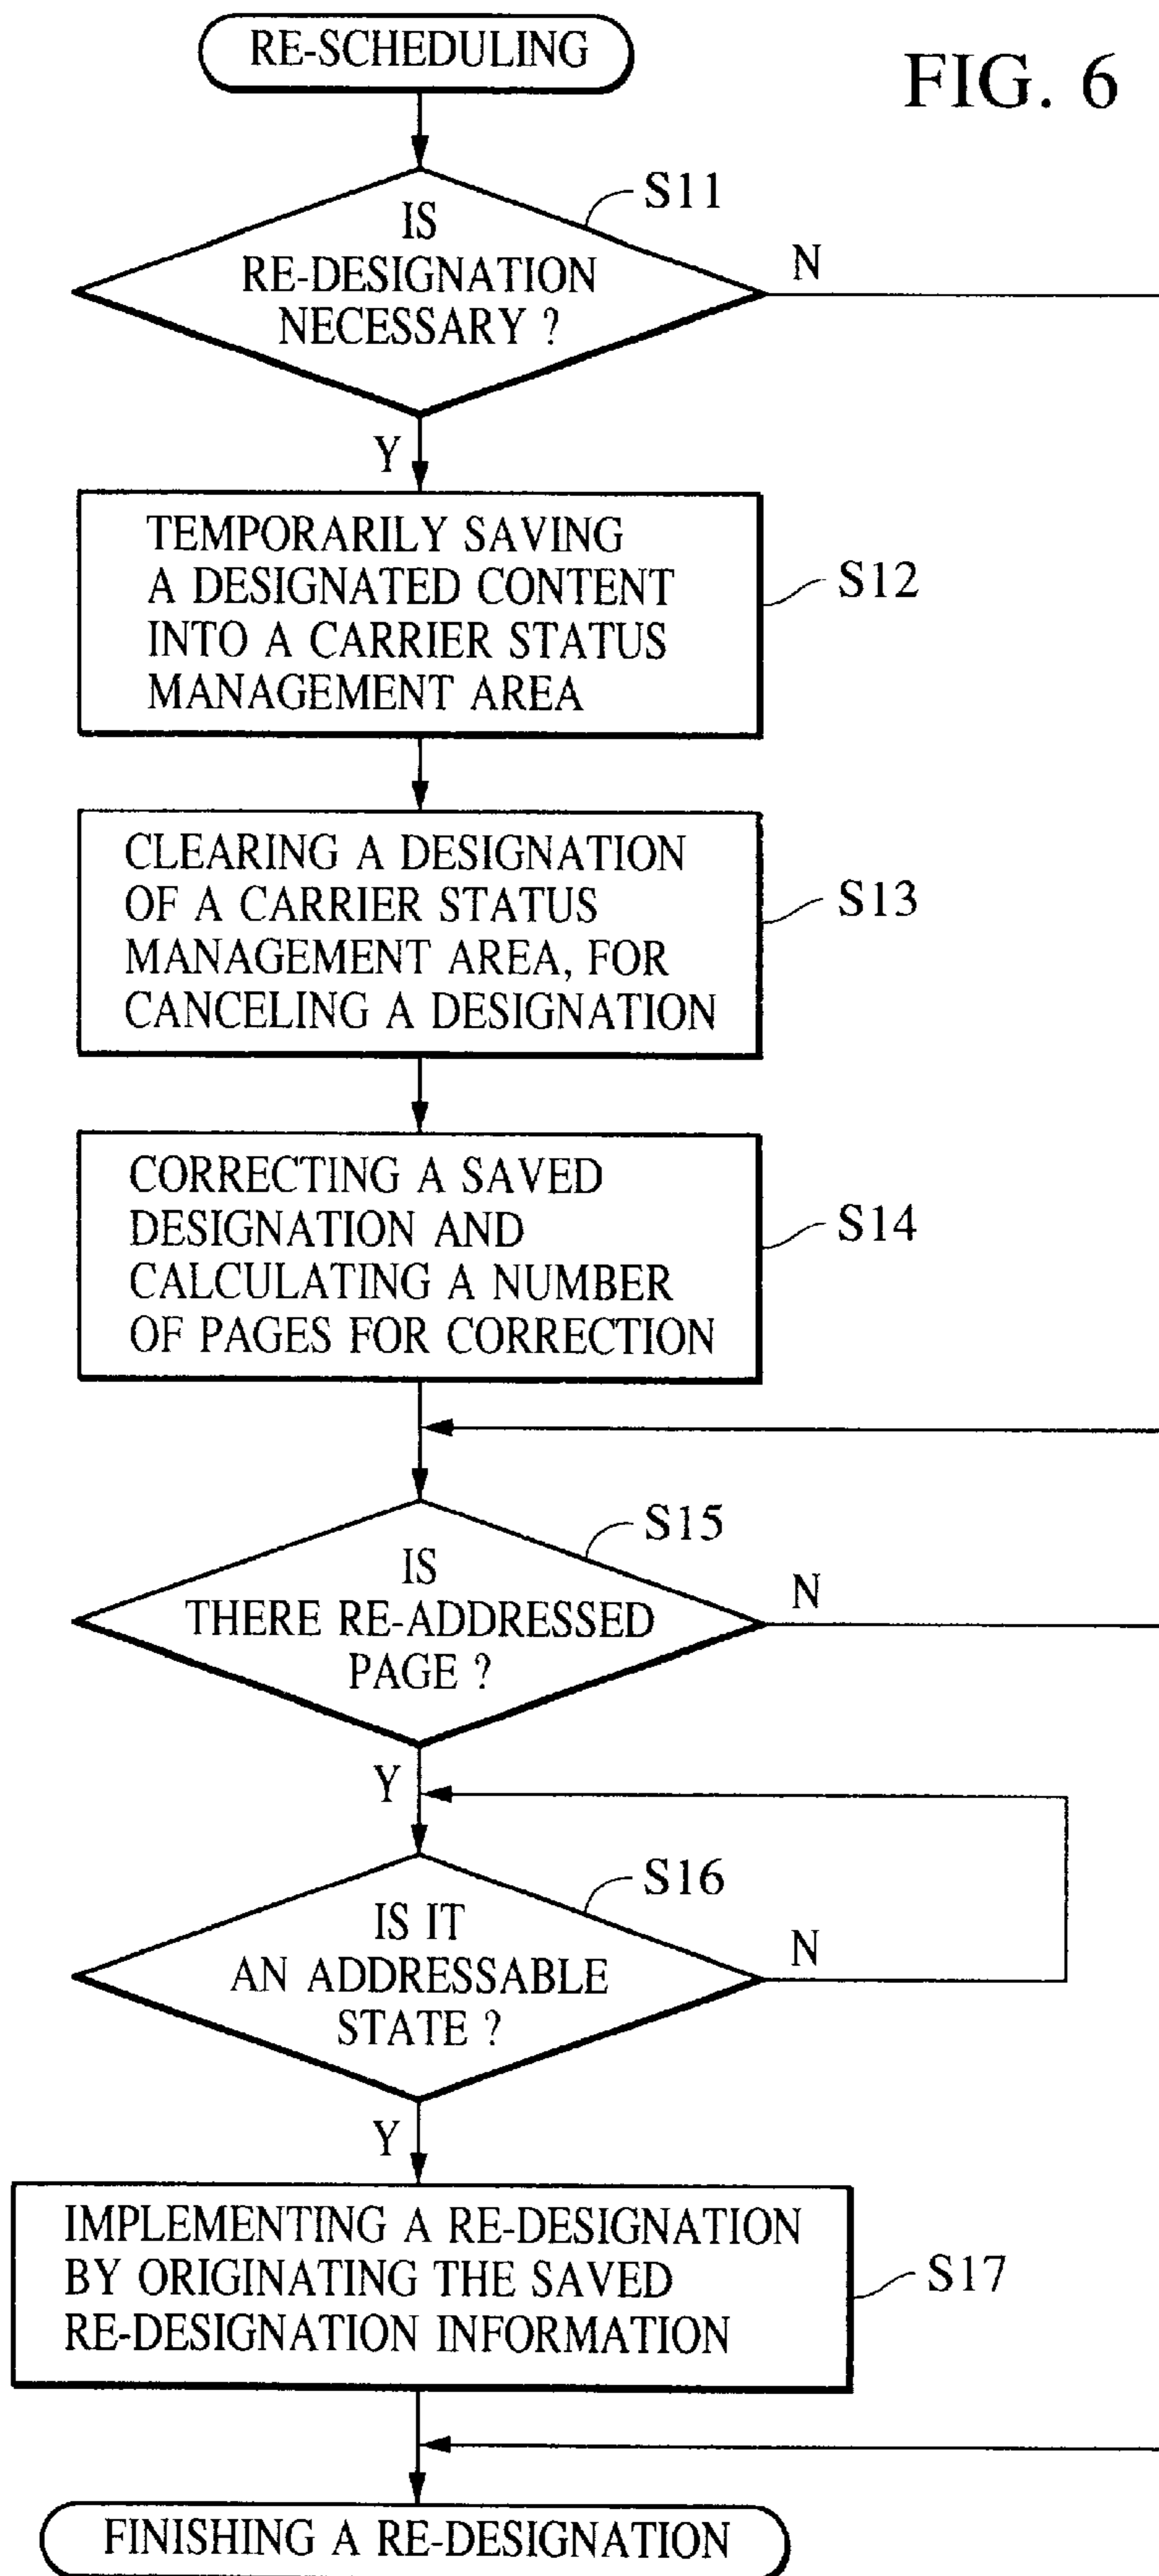 RE-SCHEDULING
FIG. 6
S11
IS
RE-DESIGNATION
NECESSARY ?
N
Y
TEMPORARILY SAVING
A DESIGNATED CONTENT
INTO A CARRIER STATUS
MANAGEMENT AREA
S12
CLEARING A DESIGNATION
OF A CARRIER STATUS
MANAGEMENT AREA, FOR
CANCELING A DESIGNATION
S13
CORRECTING A SAVED
DESIGNATION AND
CALCULATING A NUMBER
OF PAGES FOR CORRECTION
S14
S15
IS
THERE RE-ADDRESSED
PAGE ?
N
Y
S16
IS IT
AN ADDRESSABLE
STATE ?
N
Y
IMPLEMENTING A RE-DESIGNATION
BY ORIGINATING THE SAVED
RE-DESIGNATION INFORMATION
S17
FINISHING A RE-DESIGNATION